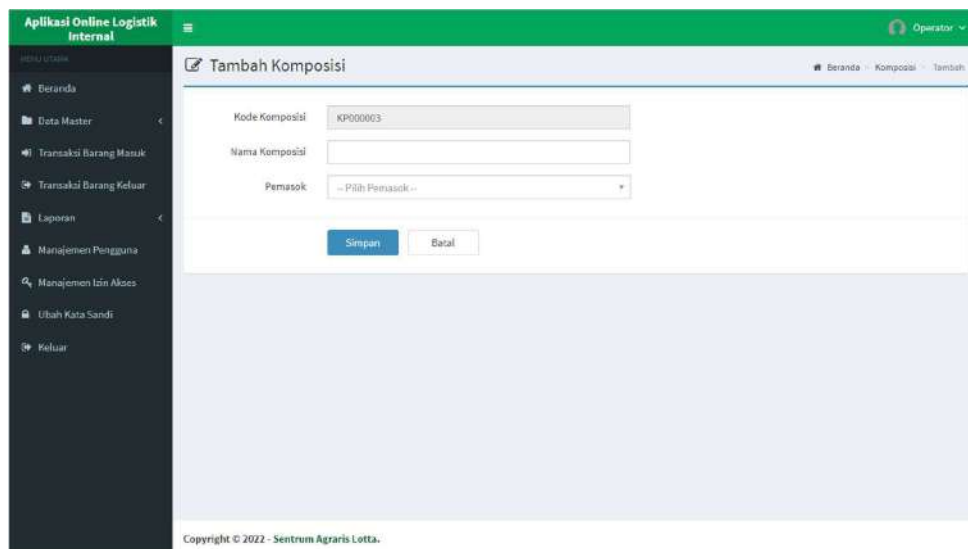 Aplikasi Online Logistik
Internal
Operator
MENU UTAMA
Tambah Komposisi
Beranda
Komposisi
Tambah
Beranda
Data Master
Transaksi Barang Masuk
Transaksi Barang Keluar
Laporan
Manajemen Pengguna
Manajemen Izin Akses
Ubah Kata Sandi
Keluar
Kode Komposisi
KP000003
Nama Komposisi
Pemasok
-- Pilih Pemasok --
Simpan
Batal
Copyright © 2022 - Sentrum Agraris Lotta.